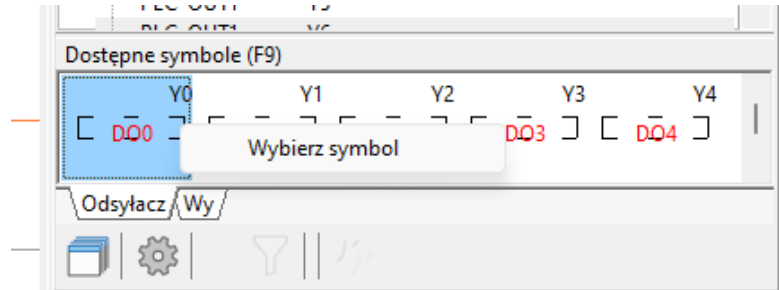 Dostępne symbole (F9)
Y0 Y1 Y2 Y3 Y4
DO0 DO3 DO4
Wybierz symbol
Odsyłacz Wy